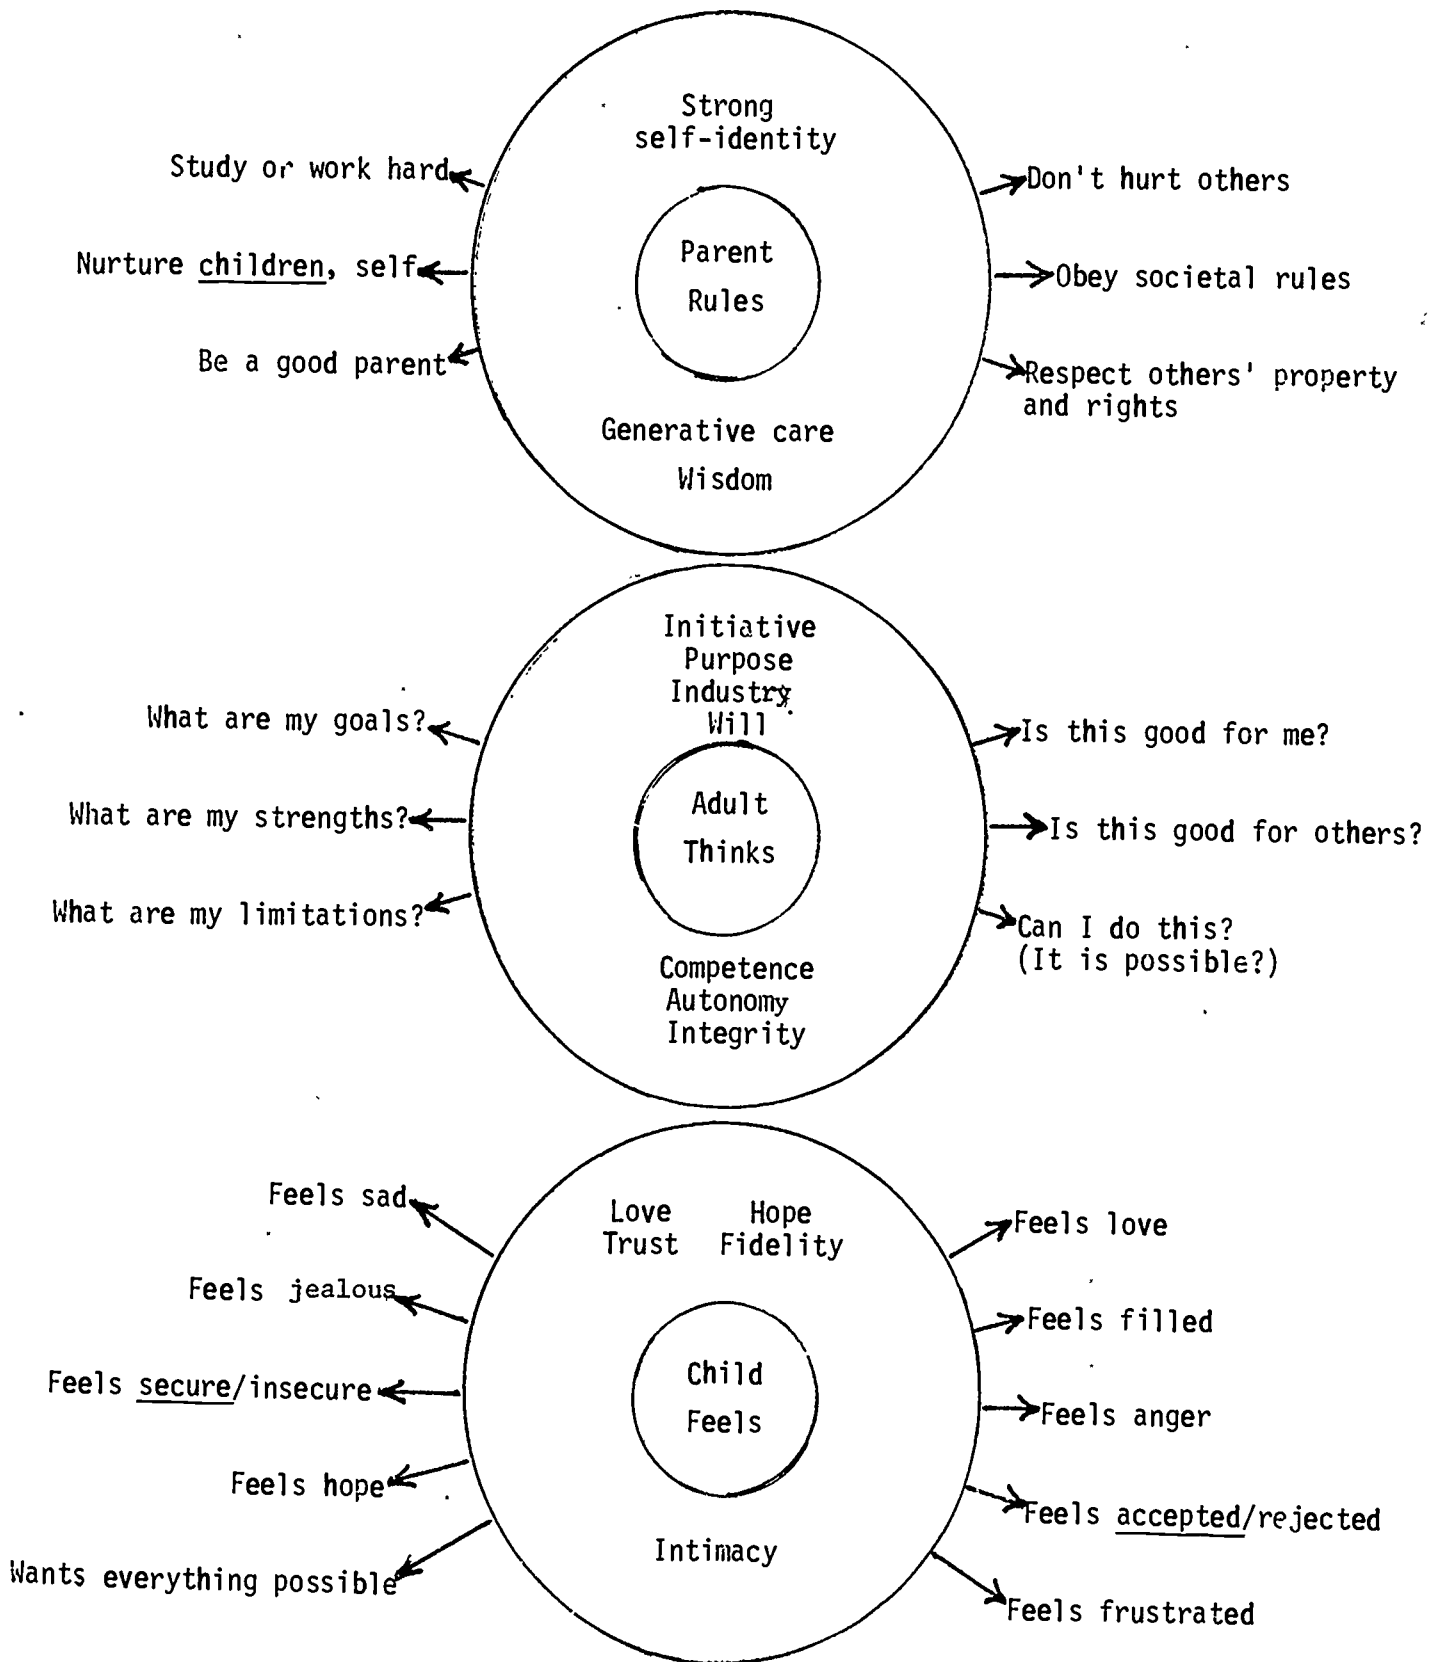 Strong
self-identity
Study or work hard
Nurture children, self
Be a good parent
Parent
Rules
Don't hurt others
Obey societal rules
Respect others' property
and rights
Generative care
Wisdom
Initiative
Purpose
Industry
Will
What are my goals?
What are my strengths?
What are my limitations?
Adult
Thinks
Is this good for me?
Is this good for others?
Can I do this?
(It is possible?)
Competence
Autonomy
Integrity
Love Hope
Trust Fidelity
Feels sad
Feels jealous
Feels secure/insecure
Feels hope
Wants everything possible
Child
Feels
Feels love
Feels filled
Feels anger
Feels accepted/rejected
Feels frustrated
Intimacy